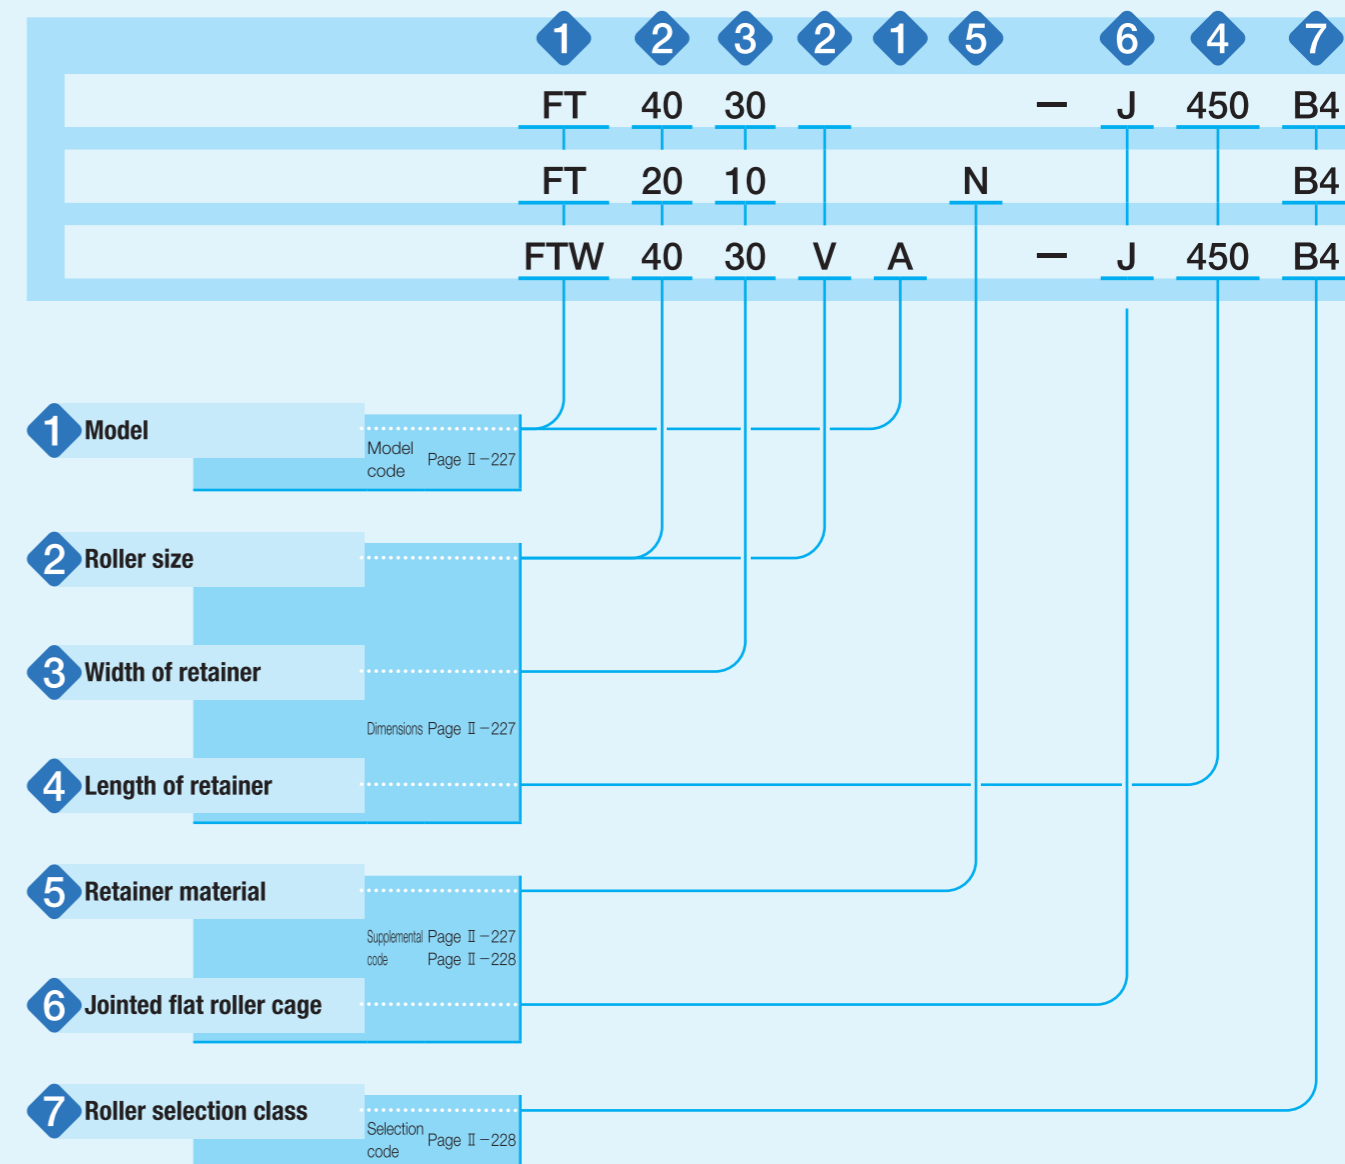 1 2 3 2 1 5 6 4 7
FT 40 30 － J 450 B4
FT 20 10 N B4
FTW 40 30 V A － J 450 B4
1 Model
Model code Page Ⅱ－227
2 Roller size
3 Width of retainer
Dimensions Page Ⅱ－227
4 Length of retainer
5 Retainer material
Supplemental code Page Ⅱ－227
Page Ⅱ－228
6 Jointed flat roller cage
7 Roller selection class
Selection code Page Ⅱ－228